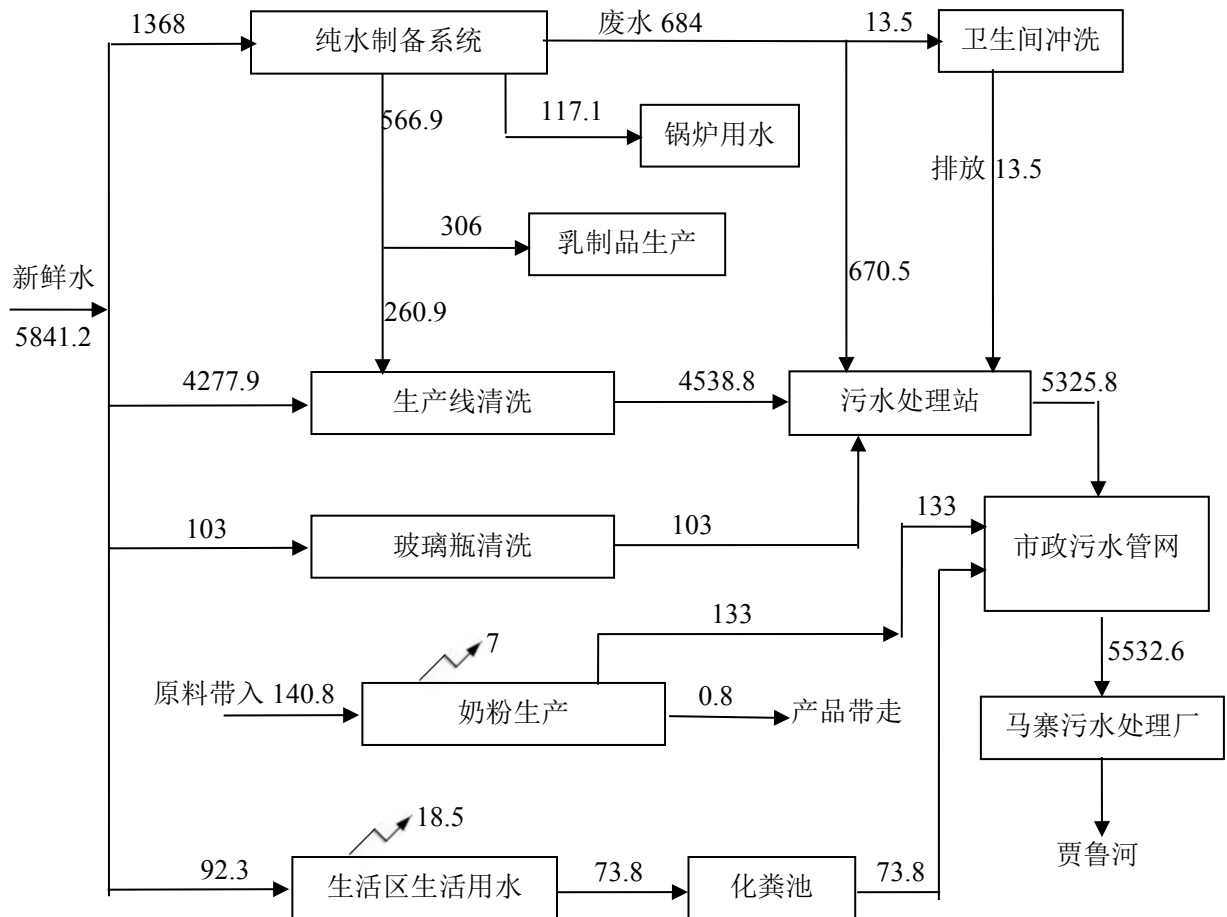 1368
纯水制备系统
废水 684
13.5
卫生间冲洗
566.9
117.1
锅炉用水
排放 13.5
306
乳制品生产
670.5
新鲜水
5841.2
260.9
4277.9
生产线清洗
4538.8
污水处理站
5325.8
103
玻璃瓶清洗
103
133
市政污水管网
133
7
原料带入 140.8
奶粉生产
0.8
产品带走
5532.6
马寨污水处理厂
18.5
92.3
生活区生活用水
73.8
化粪池
73.8
贾鲁河